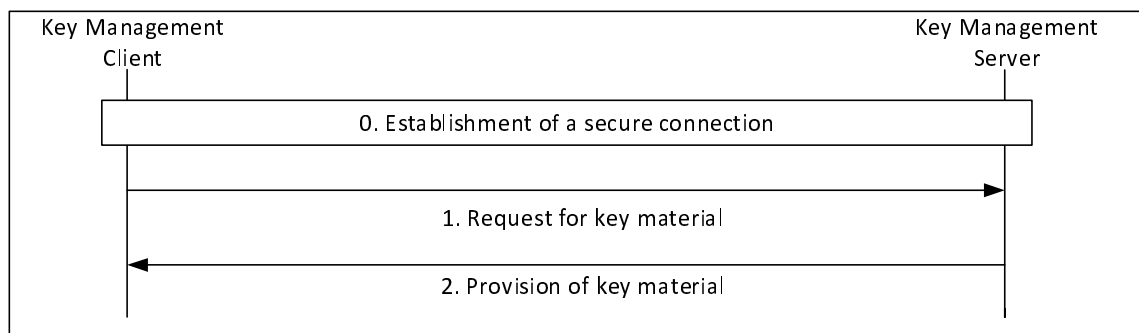 Key Management
Client
Key Management
Server
0. Establishment of a secure connection
1. Request for key material
2. Provision of key material